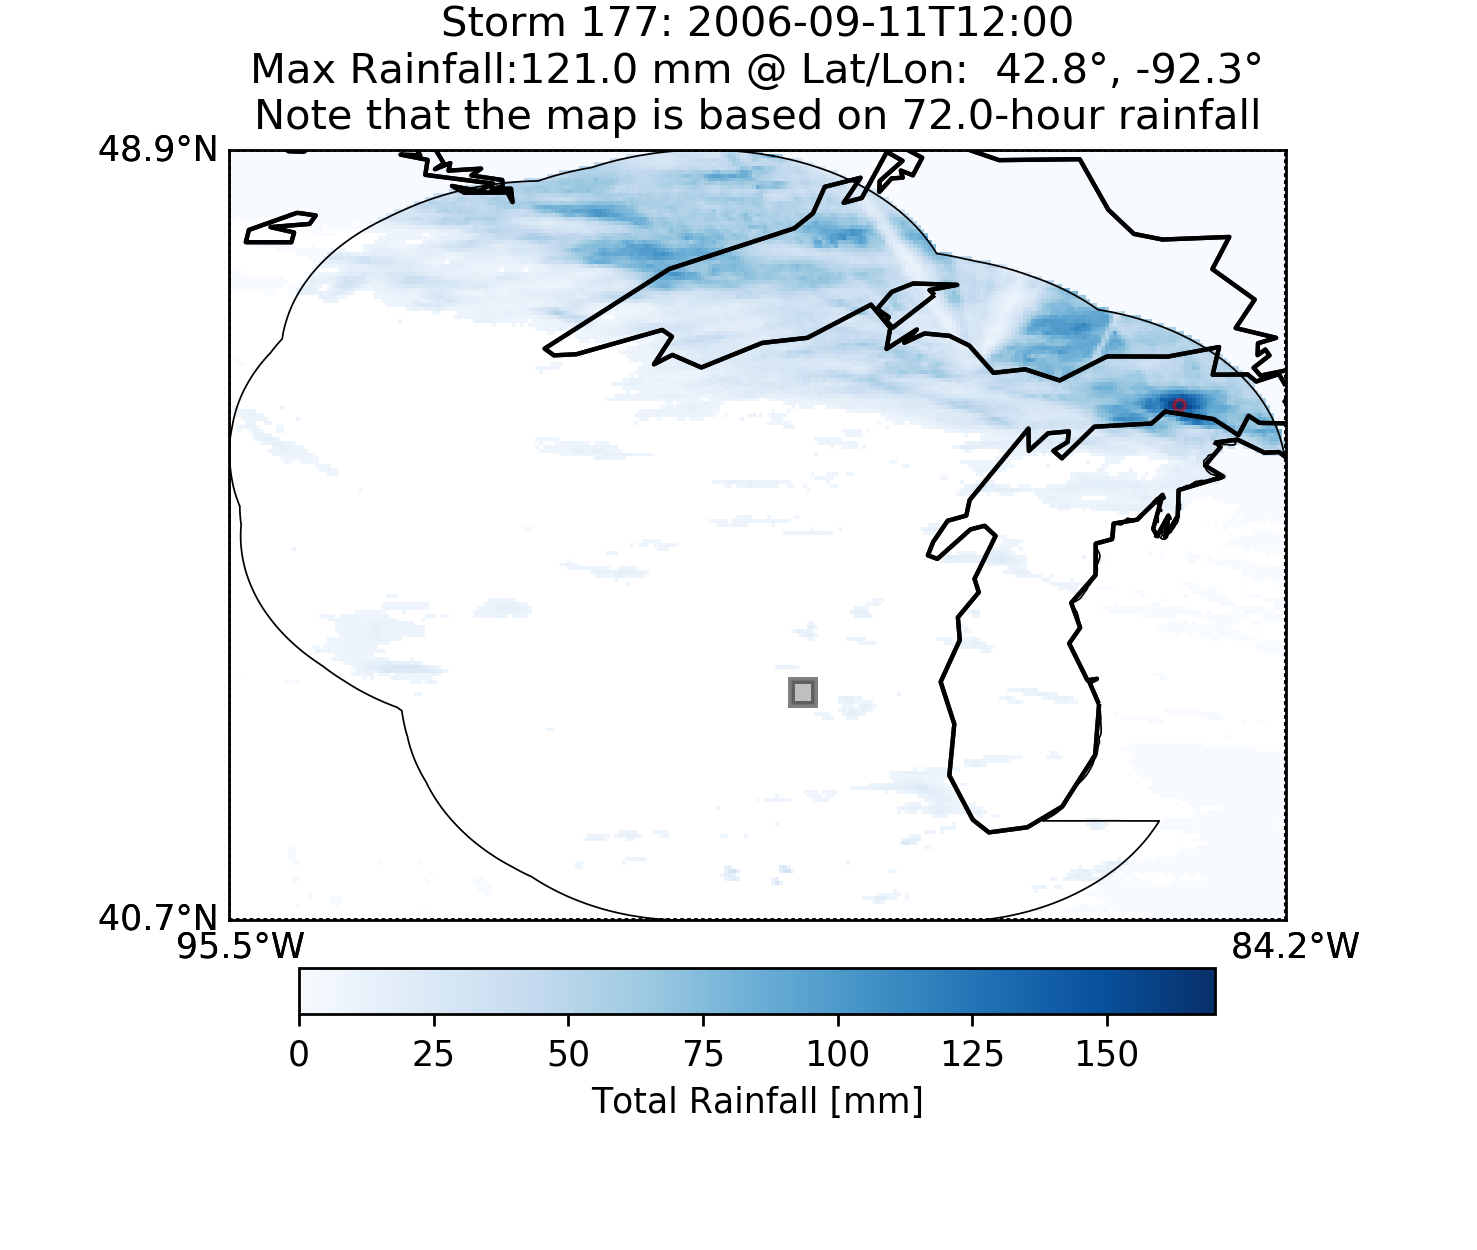 Storm 177: 2006-09-11T12:00
Max Rainfall:121.0 mm @ Lat/Lon:  42.8°, -92.3°
Note that the map is based on 72.0-hour rainfall
48.9°N
40.7°N
95.5°W 84.2°W
0 25 50 75 100 125 150
Total Rainfall [mm]